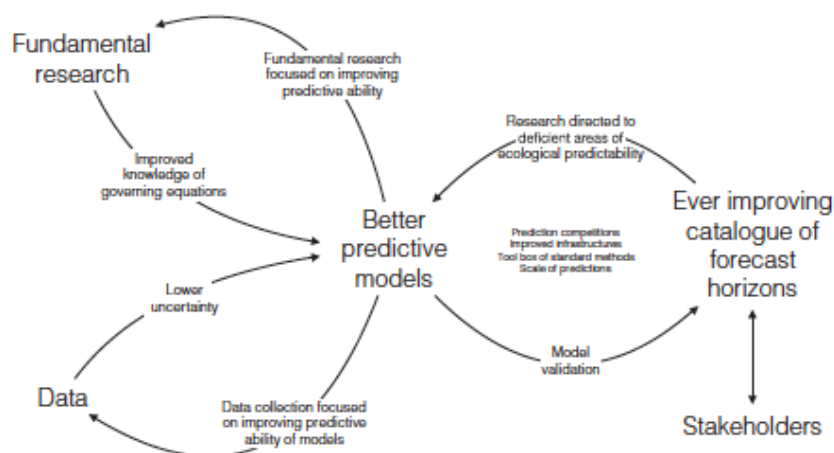 Fundamental
research
Fundamental research
focused on improving
predictive ability
Improved
knowledge of
governing equations
Research directed to
deficient areas of
ecological predictability
Better
predictive
models
Prediction competitions
Improved infrastructures
Tool box of standard methods
Scale of predictions
Ever improving
catalogue of
forecast
horizons
Lower
uncertainty
Model
validation
Data
Data collection focused
on improving predictive
ability of models
Stakeholders